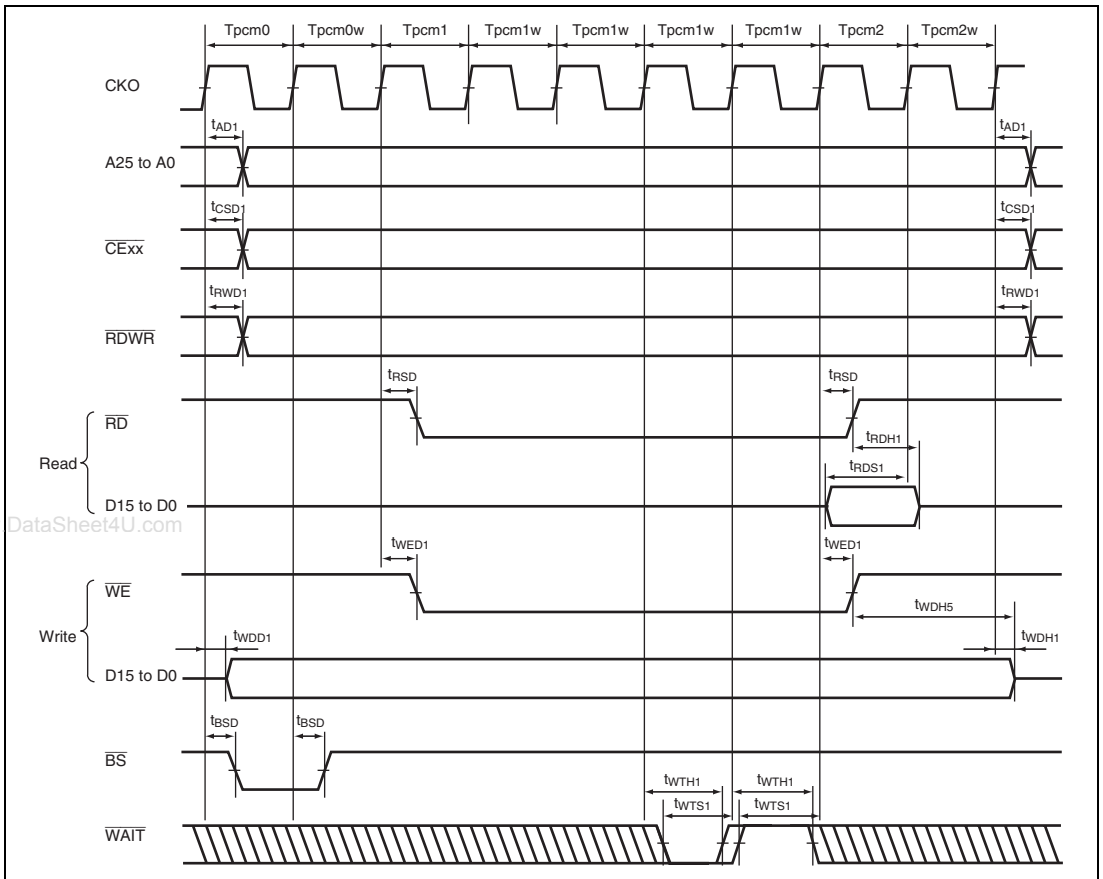 Tpcm0 Tpcm0w Tpcm1 Tpcm1w Tpcm1w Tpcm1w Tpcm1w Tpcm2 Tpcm2w
CKO
tAD1 tAD1
A25 to A0
tCSD1 tCSD1
CExx
tRWD1 tRWD1
RDWR
tRSD tRSD
RD
tRDH1
Read
tRDS1
D15 to D0
DataSheet4U.com
tWED1 tWED1
WE
tWDH5
Write
tWDD1 tWDH1
D15 to D0
tBSD tBSD
BS
tWTH1 tWTH1
tWTS1 tWTS1
WAIT